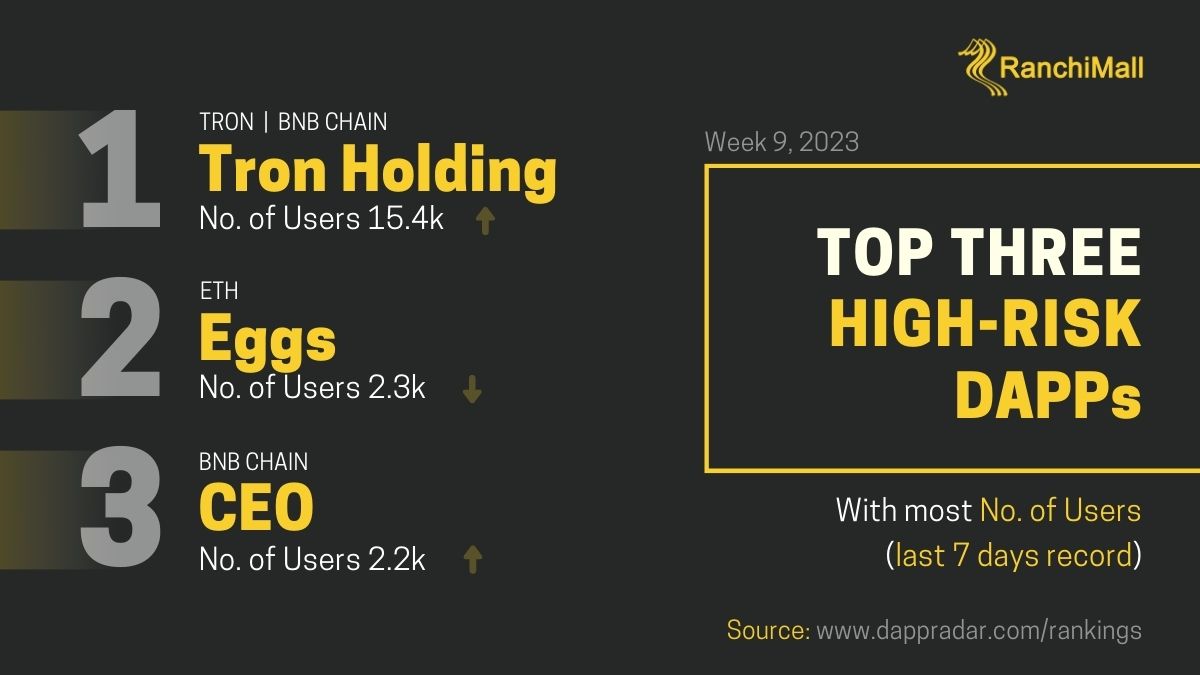 RanchiMall
Week 9, 2023
TOP THREE
HIGH-RISK
DAPPs
With most No. of Users
(last 7 days record)
Source: www.dappradar.com/rankings
1
TRON | BNB CHAIN
Tron Holding
No. of Users 15.4k
2
ETH
Eggs
No. of Users 2.3k
3
BNB CHAIN
CEO
No. of Users 2.2k